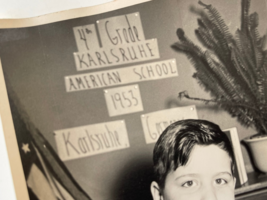 4th Grade
KARLSRUHE
AMERICAN SCHOOL
1953
Karlsruhe